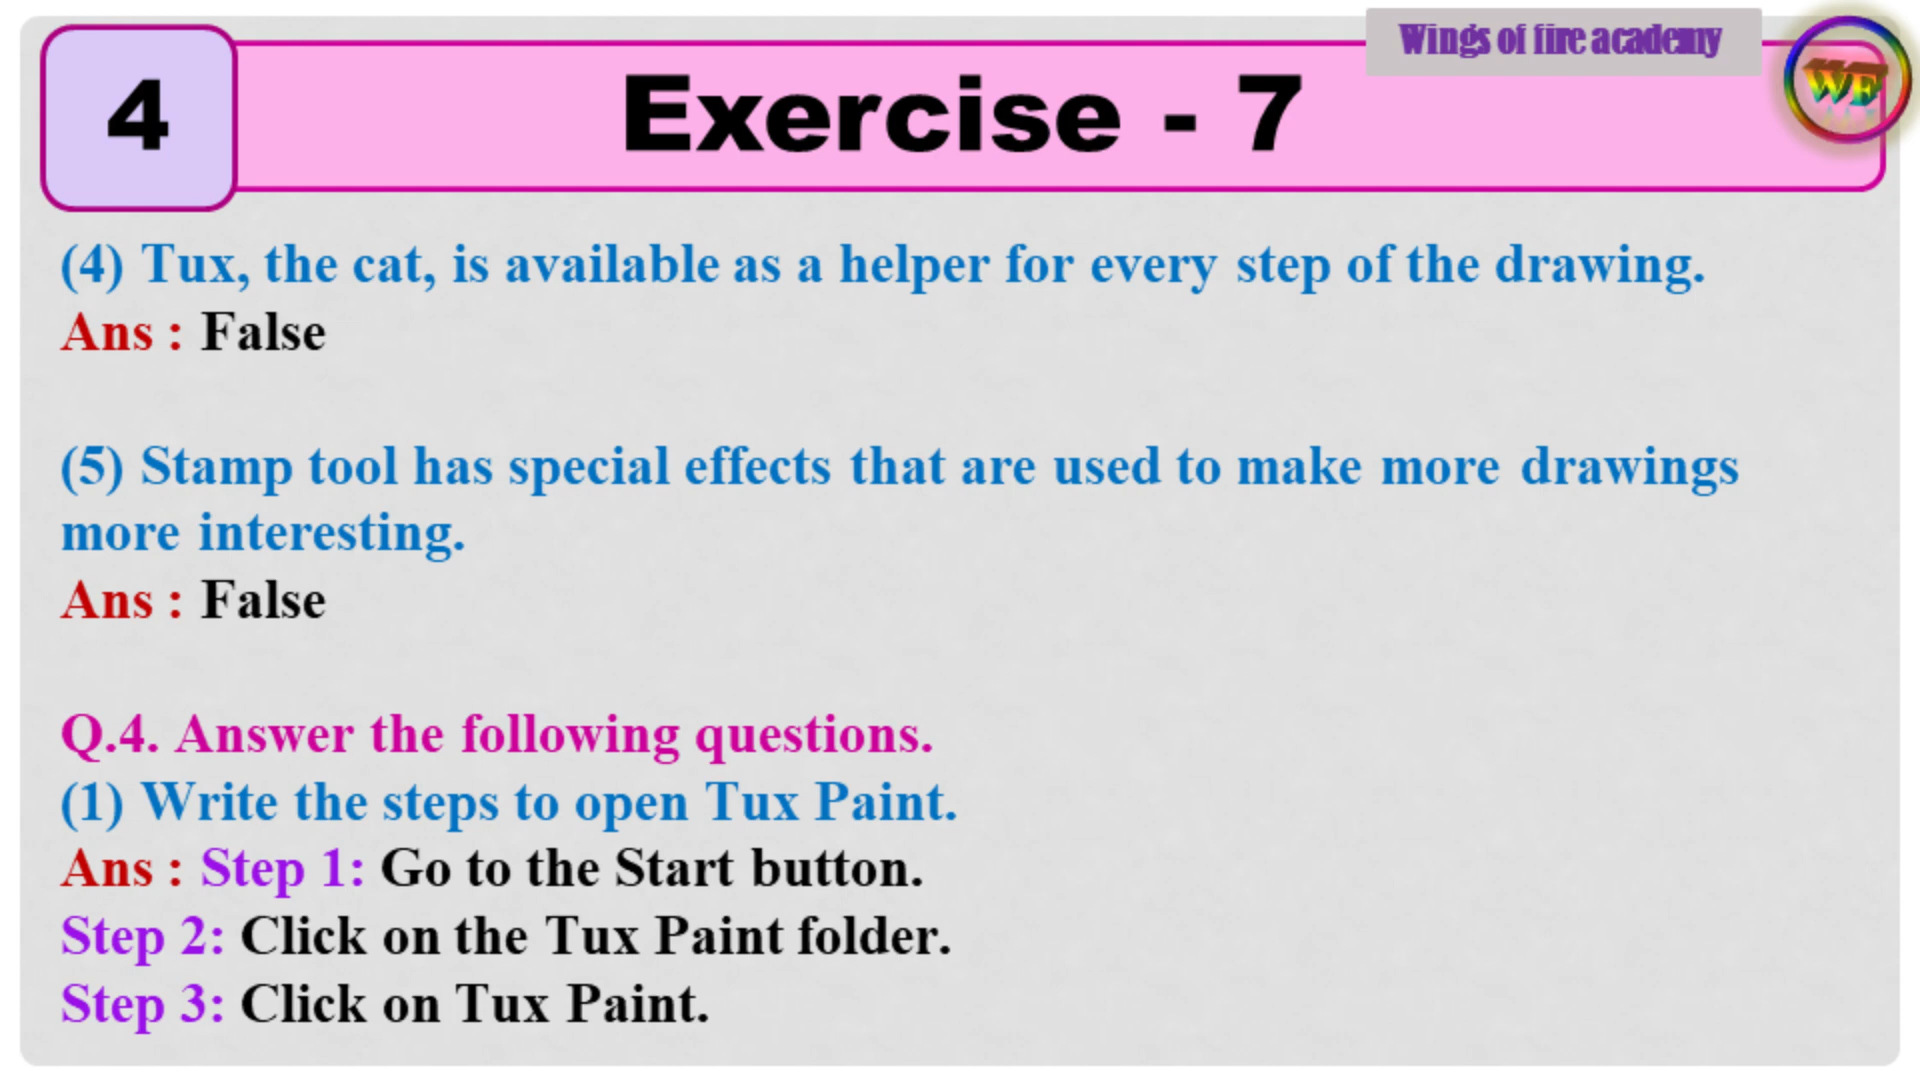 Wings of fire academy
WF
4
Exercise - 7
(4) Tux, the cat, is available as a helper for every step of the drawing.
Ans : False
(5) Stamp tool has special effects that are used to make more drawings
more interesting.
Ans : False
Q.4. Answer the following questions.
(1) Write the steps to open Tux Paint.
Ans : Step 1: Go to the Start button.
Step 2: Click on the Tux Paint folder.
Step 3: Click on Tux Paint.